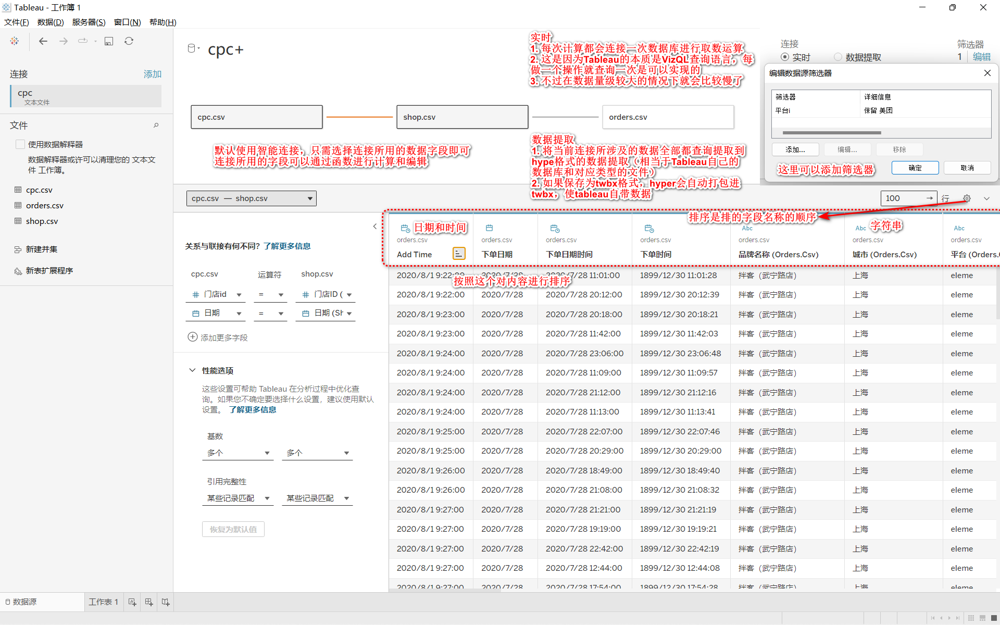 Tableau - 工作簿 1
文件(F) 数据(D) 服务器(S) 窗口(N) 帮助(H)
连接 添加
cpc
文本文件
文件
使用数据解释器
数据解释器或许可以清理您的 文本文
件 工作簿。
cpc.csv
orders.csv
shop.csv
新建并集
新表扩展程序
cpc+
实时
1. 每次计算都会连接一次数据库进行取数运算
2. 这是因为Tableau的本质是VizQL查询语言，每
做一个操作就查询一次是可以实现的
3. 不过在数据量级较大的情况下就会比较慢了
连接 筛选器
实时 数据提取 1 编辑
编辑数据源筛选器
筛选器 详细信息
平台i 保留 美团
添加... 编辑... 移除
这里可以添加筛选器 确定 取消
cpc.csv shop.csv orders.csv
默认使用智能连接，只需选择连接所用的数据字段即可
连接所用的字段可以通过函数进行计算和编辑
数据提取
1. 将当前连接所涉及的数据全部都查询提取到
hype格式的数据提取（相当于Tableau自己的
数据库和对应类型的文件）
2. 如果保存为twbx格式，hyper会自动打包进
twbx，使tableau自带数据
cpc.csv — shop.csv 100 行
排序是排的字段名称的顺序
关系与联接有何不同? 了解更多信息
cpc.csv 运算符 shop.csv
门店id = 门店ID (
日期 = 日期 (Sh
添加更多字段
性能选项
这些设置可帮助 Tableau 在分析过程中优化查
询。如果您不确定要选择什么设置，建议使用默认
设置。 了解更多信息
基数
多个 多个
引用完整性
某些记录匹配 某些记录匹配
恢复为默认值
日期和时间 Abc Abc 字符串 Abc
orders.csv orders.csv orders.csv orders.csv orders.csv orders.csv orders.csv
Add Time 下单日期 下单日期时间 下单时间 品牌名称 (Orders.Csv) 城市 (Orders.Csv) 平台 (Orders.
按照这个对内容进行排序
2020/8/1 9:22:00 2020/7/28 2020/7/28 11:01:00 1899/12/30 11:01:28 拌客（武宁路店） 上海 eleme
2020/8/1 9:22:00 2020/7/28 2020/7/28 20:12:00 1899/12/30 20:12:39 拌客（武宁路店） 上海 eleme
2020/8/1 9:23:00 2020/7/28 2020/7/28 20:18:00 1899/12/30 20:18:21 拌客（武宁路店） 上海 eleme
2020/8/1 9:23:00 2020/7/28 2020/7/28 11:42:00 1899/12/30 11:42:03 拌客（武宁路店） 上海 eleme
2020/8/1 9:24:00 2020/7/28 2020/7/28 23:06:00 1899/12/30 23:06:48 拌客（武宁路店） 上海 eleme
2020/8/1 9:24:00 2020/7/28 2020/7/28 11:09:00 1899/12/30 11:09:57 拌客（武宁路店） 上海 eleme
2020/8/1 9:24:00 2020/7/28 2020/7/28 21:12:00 1899/12/30 21:12:16 拌客（武宁路店） 上海 eleme
2020/8/1 9:24:00 2020/7/28 2020/7/28 11:13:00 1899/12/30 11:13:41 拌客（武宁路店） 上海 eleme
2020/8/1 9:25:00 2020/7/28 2020/7/28 22:07:00 1899/12/30 22:07:46 拌客（武宁路店） 上海 eleme
2020/8/1 9:25:00 2020/7/28 2020/7/28 20:29:00 1899/12/30 20:29:00 拌客（武宁路店） 上海 eleme
2020/8/1 9:26:00 2020/7/28 2020/7/28 18:49:00 1899/12/30 18:49:40 拌客（武宁路店） 上海 eleme
2020/8/1 9:26:00 2020/7/28 2020/7/28 21:08:00 1899/12/30 21:08:32 拌客（武宁路店） 上海 eleme
2020/8/1 9:27:00 2020/7/28 2020/7/28 21:21:00 1899/12/30 21:21:19 拌客（武宁路店） 上海 eleme
2020/8/1 9:27:00 2020/7/28 2020/7/28 19:19:00 1899/12/30 19:19:21 拌客（武宁路店） 上海 eleme
2020/8/1 9:27:00 2020/7/28 2020/7/28 22:42:00 1899/12/30 22:42:19 拌客（武宁路店） 上海 eleme
2020/8/1 9:27:00 2020/7/28 2020/7/28 12:44:00 1899/12/30 12:44:08 拌客（武宁路店） 上海 eleme
2020/8/1 9:27:00 2020/7/28 2020/7/28 17:54:00 1899/12/30 17:54:28 拌客（武宁路店） 上海 eleme
数据源 工作表 1